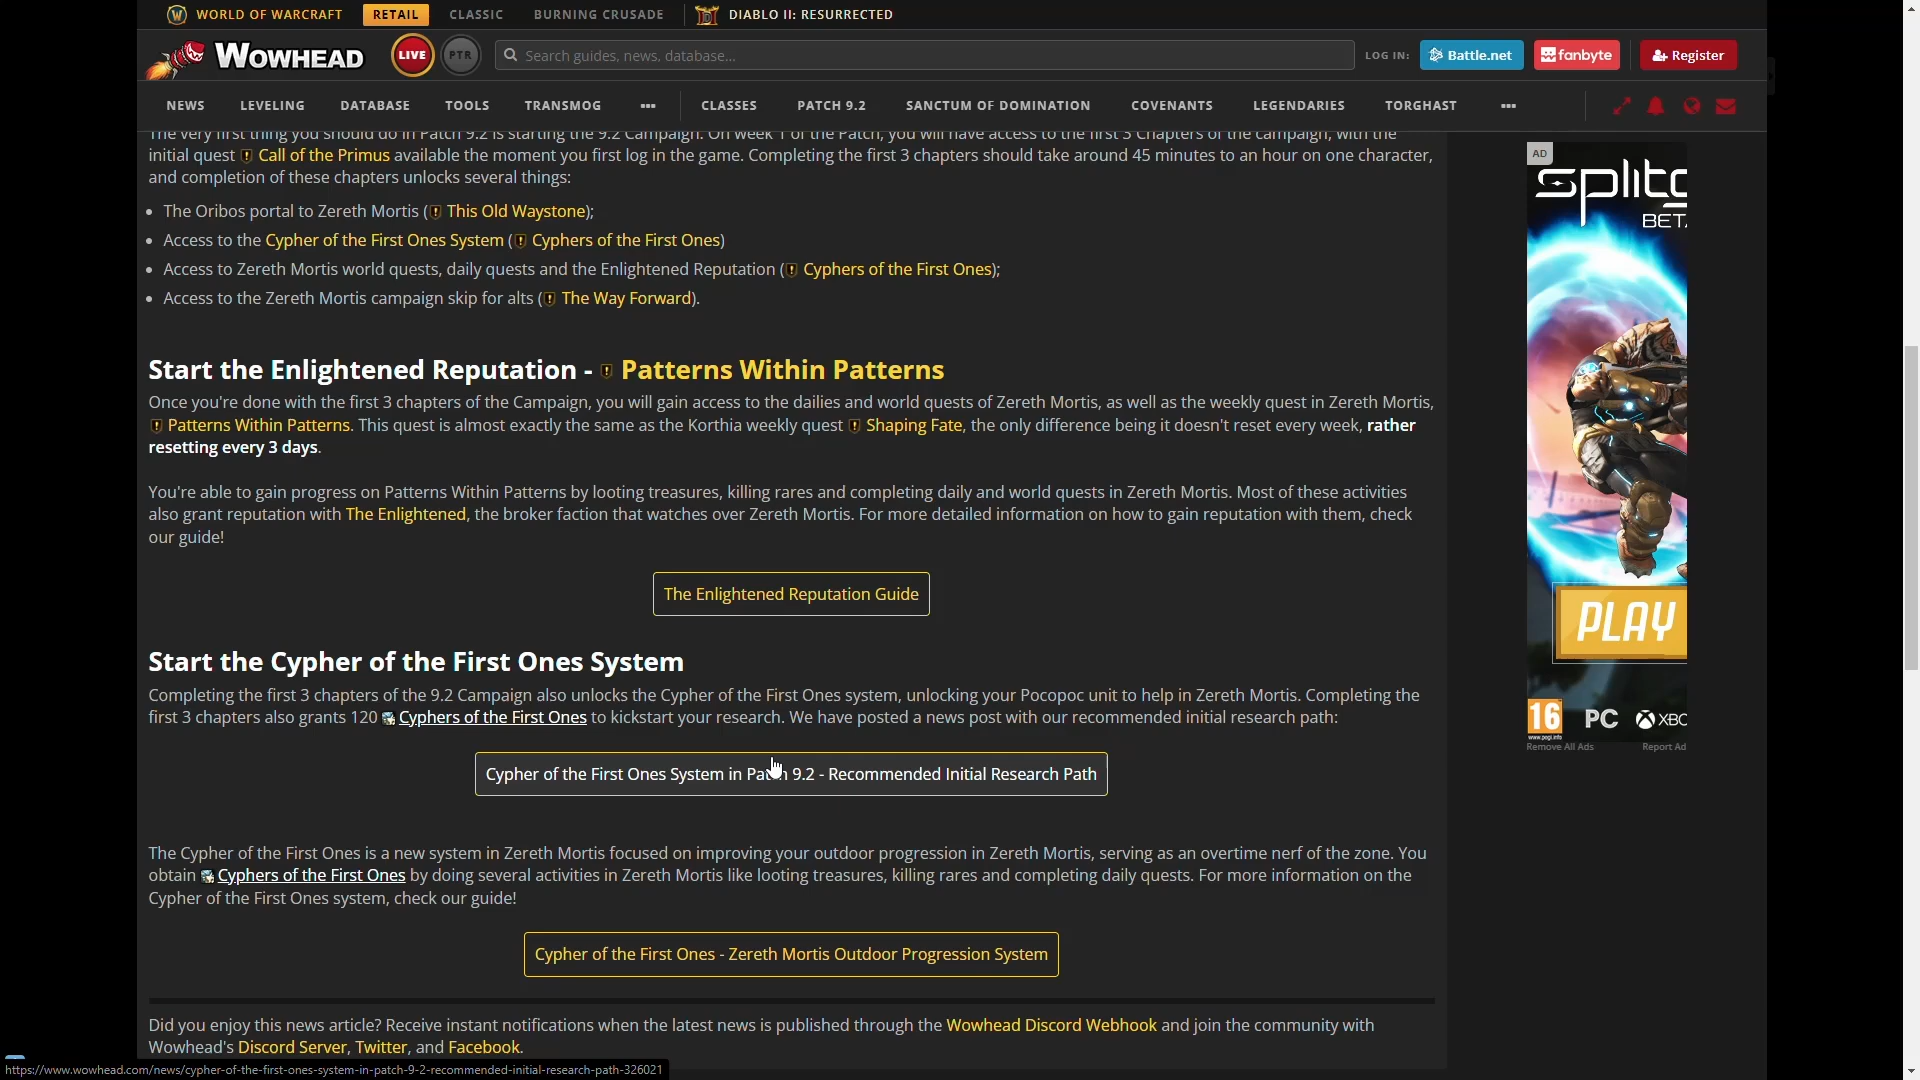 WORLD OF WARCRAFT RETAIL CLASSIC BURNING CRUSADE DIABLO II: RESURRECTED
WOWHEAD LIVE PTR Search guides, news, database... LOG IN: Battle.net fanbyte Register
NEWS LEVELING DATABASE TOOLS TRANSMOG ••• CLASSES PATCH 9.2 SANCTUM OF DOMINATION COVENANTS LEGENDARIES TORGHAST •••
The very first thing you should do in Patch 9.2 is starting the 9.2 Campaign. On week 1 of the Patch, you will have access to the first 3 Chapters of the campaign, with the
initial quest Call of the Primus available the moment you first log in the game. Completing the first 3 chapters should take around 45 minutes to an hour on one character,
and completion of these chapters unlocks several things:
• The Oribos portal to Zereth Mortis (This Old Waystone);
• Access to the Cypher of the First Ones System (Cyphers of the First Ones)
• Access to Zereth Mortis world quests, daily quests and the Enlightened Reputation (Cyphers of the First Ones);
• Access to the Zereth Mortis campaign skip for alts (The Way Forward).
Start the Enlightened Reputation - Patterns Within Patterns
Once you're done with the first 3 chapters of the Campaign, you will gain access to the dailies and world quests of Zereth Mortis, as well as the weekly quest in Zereth Mortis,
Patterns Within Patterns. This quest is almost exactly the same as the Korthia weekly quest Shaping Fate, the only difference being it doesn't reset every week, rather
resetting every 3 days.
You're able to gain progress on Patterns Within Patterns by looting treasures, killing rares and completing daily and world quests in Zereth Mortis. Most of these activities
also grant reputation with The Enlightened, the broker faction that watches over Zereth Mortis. For more detailed information on how to gain reputation with them, check
our guide!
The Enlightened Reputation Guide
Start the Cypher of the First Ones System
Completing the first 3 chapters of the 9.2 Campaign also unlocks the Cypher of the First Ones system, unlocking your Pocopoc unit to help in Zereth Mortis. Completing the
first 3 chapters also grants 120 Cyphers of the First Ones to kickstart your research. We have posted a news post with our recommended initial research path:
Cypher of the First Ones System in Patch 9.2 - Recommended Initial Research Path
The Cypher of the First Ones is a new system in Zereth Mortis focused on improving your outdoor progression in Zereth Mortis, serving as an overtime nerf of the zone. You
obtain Cyphers of the First Ones by doing several activities in Zereth Mortis like looting treasures, killing rares and completing daily quests. For more information on the
Cypher of the First Ones system, check our guide!
Cypher of the First Ones - Zereth Mortis Outdoor Progression System
Did you enjoy this news article? Receive instant notifications when the latest news is published through the Wowhead Discord Webhook and join the community with
Wowhead's Discord Server, Twitter, and Facebook.
https://www.wowhead.com/news/cypher-of-the-first-ones-system-in-patch-9-2-recommended-initial-research-path-326021
AD
splitg
BETA
PLAY
16 PC XBO
www.pegi.info
Remove All Ads Report Ad